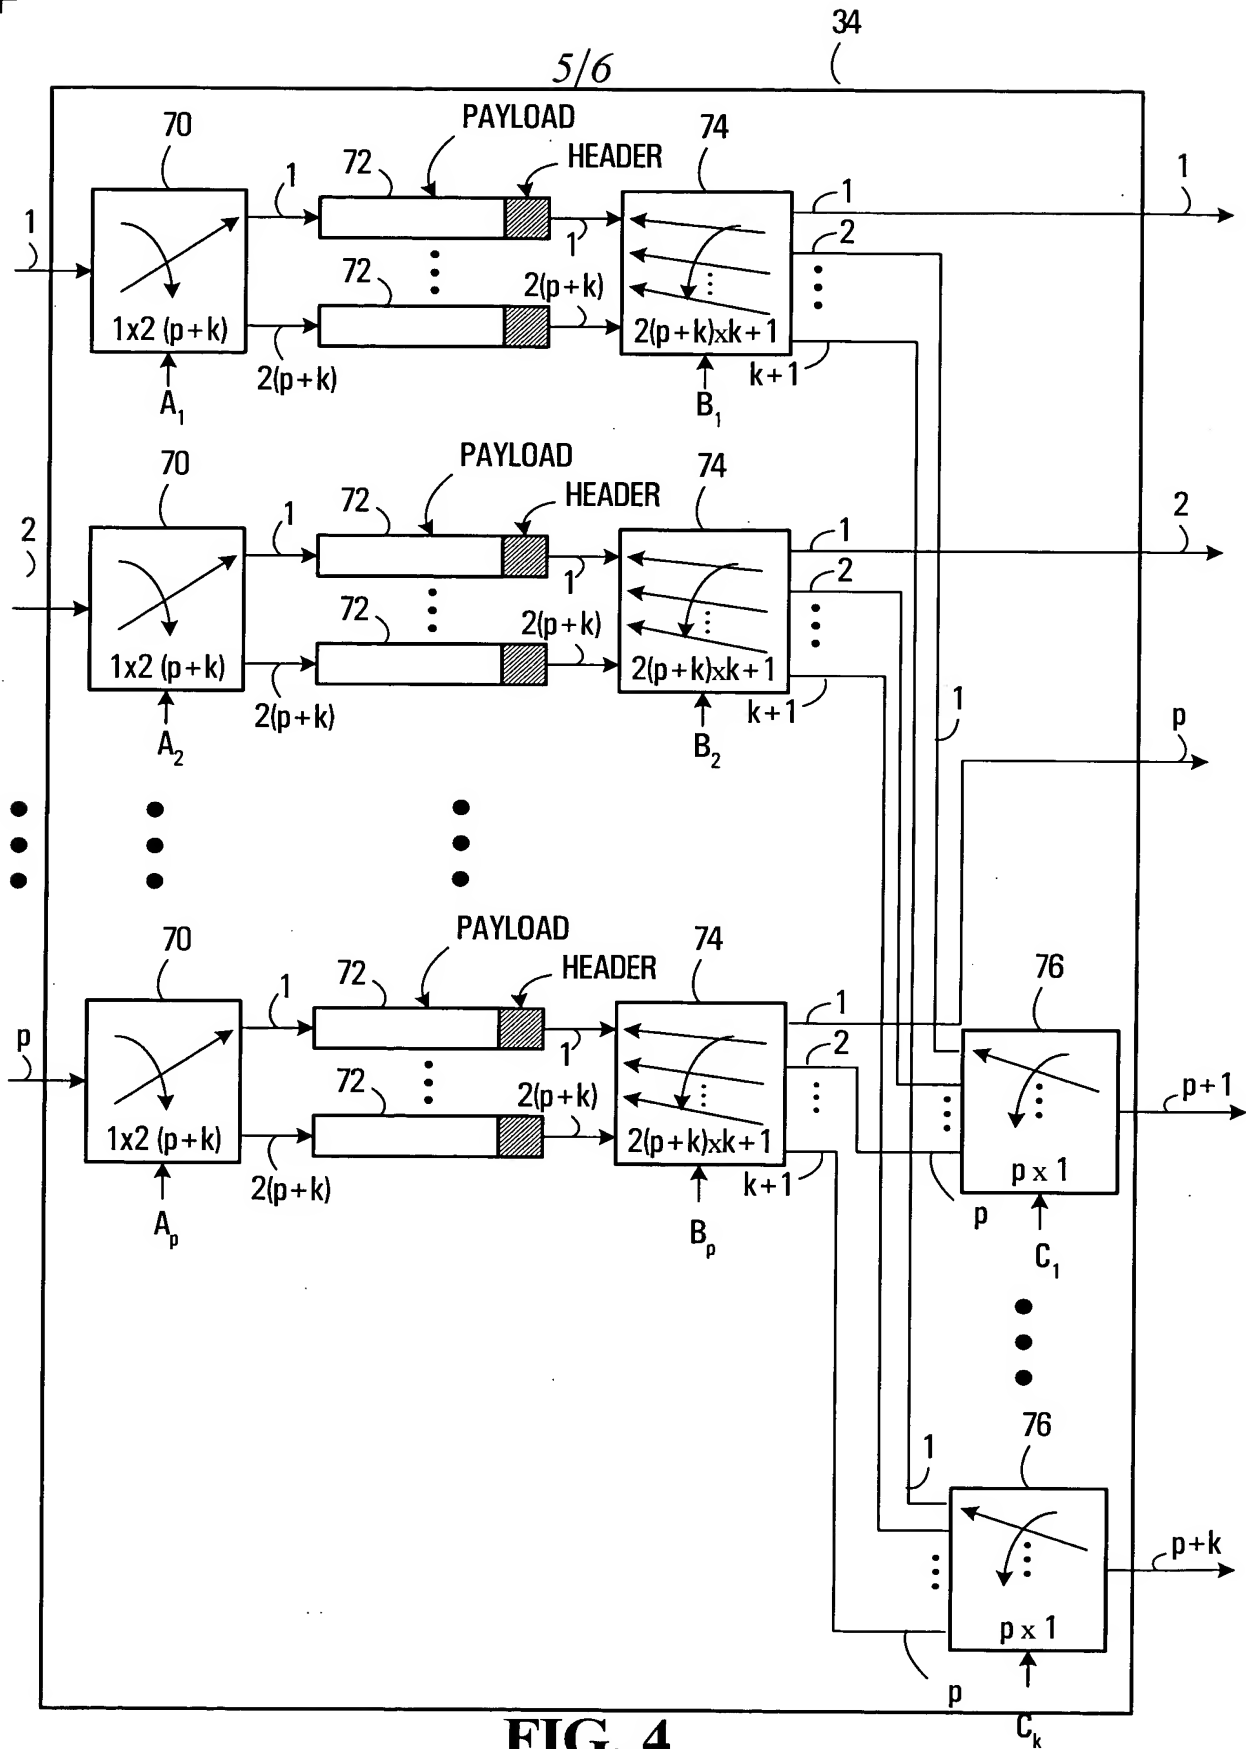 34
5/6
70
PAYLOAD
74
72
HEADER
1
1
1
1
1
2
72
2(p+k)
1x2 (p+k)
2(p+k)xk+1
2(p+k)
k+1
A1
B1
70
PAYLOAD
74
72
HEADER
2
1
1
1
2
2
72
2(p+k)
1x2 (p+k)
2(p+k)xk+1
2(p+k)
k+1
1
p
A2
B2
70
PAYLOAD
74
72
HEADER
76
p
1
1
1
2
72
2(p+k)
p+1
1x2 (p+k)
2(p+k)xk+1
p x 1
2(p+k)
k+1
p
Ap
Bp
C1
76
1
p+k
p x 1
p
Ck
FIG. 4